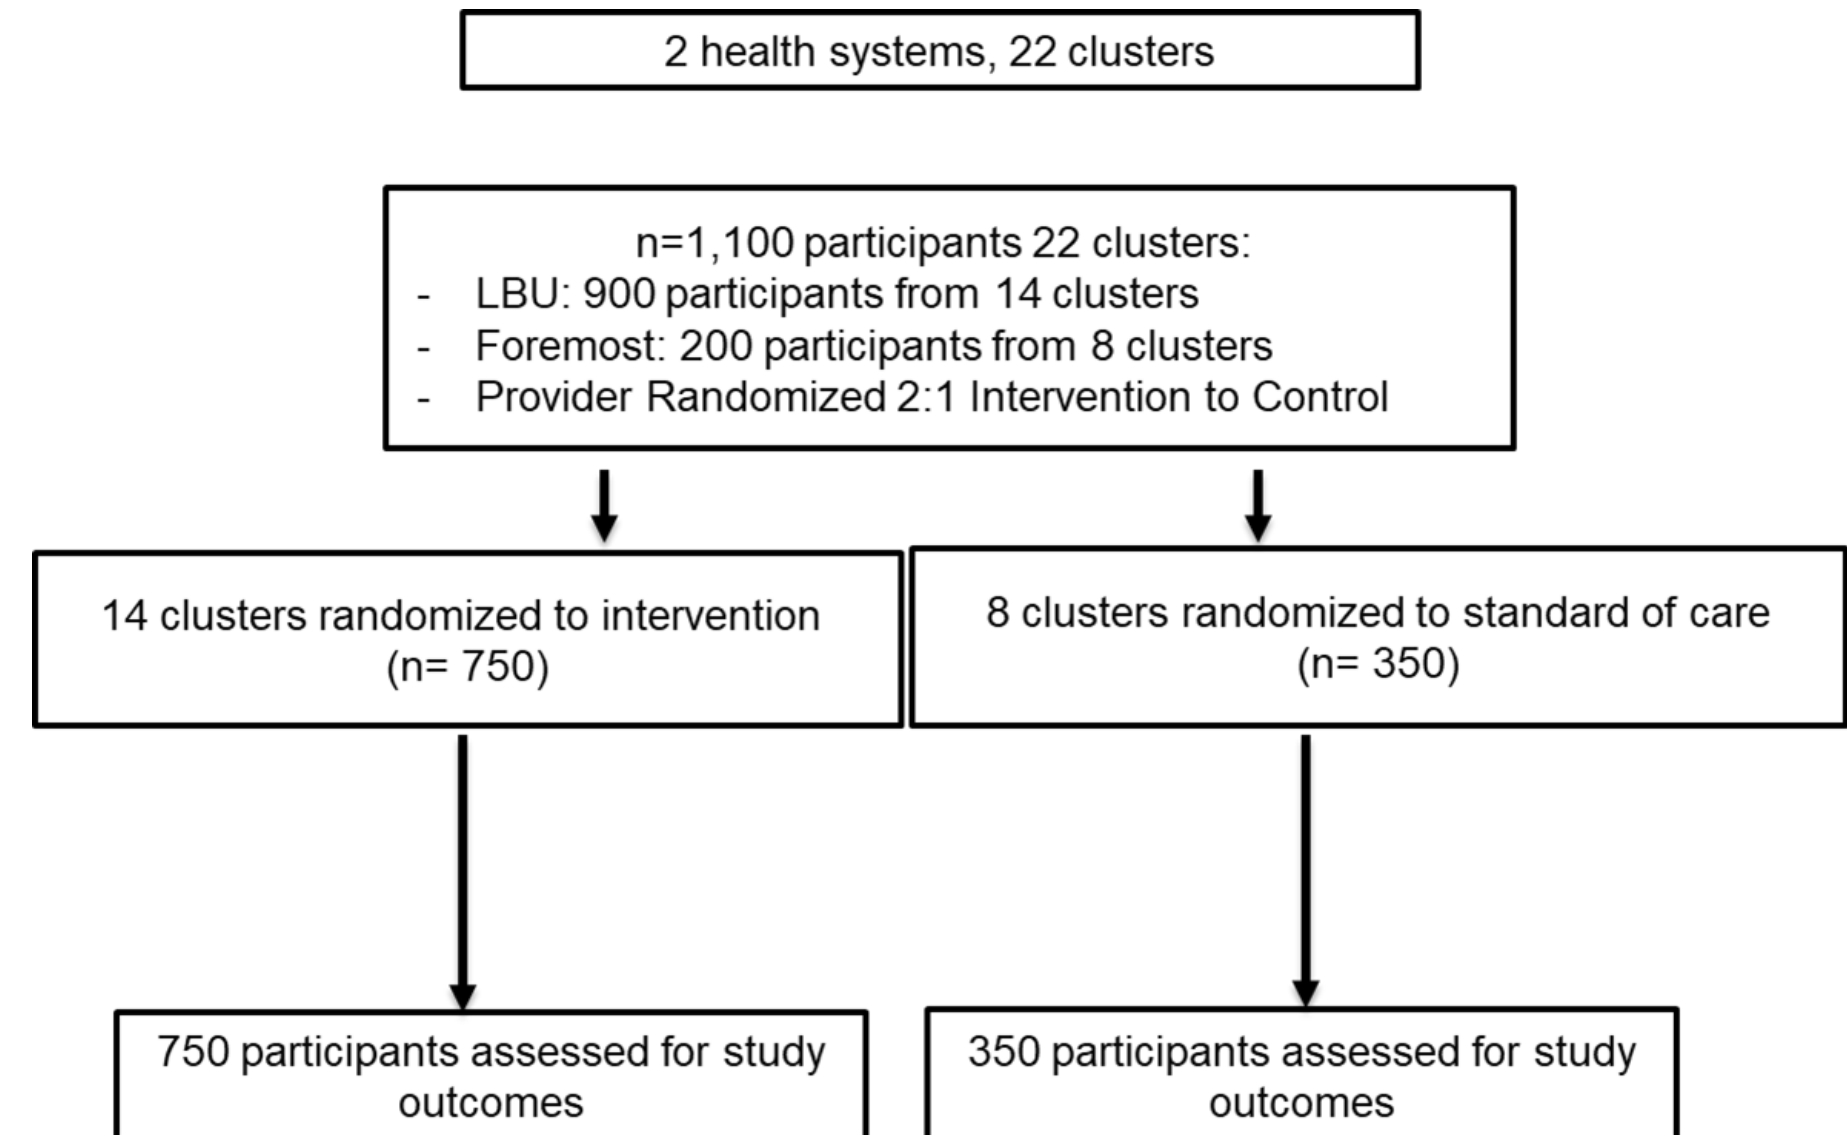 2 health systems, 22 clusters
n=1,100 participants 22 clusters:
- LBU: 900 participants from 14 clusters
- Foremost: 200 participants from 8 clusters
- Provider Randomized 2:1 Intervention to Control
14 clusters randomized to intervention
(n= 750)
8 clusters randomized to standard of care
(n= 350)
750 participants assessed for study
outcomes
350 participants assessed for study
outcomes